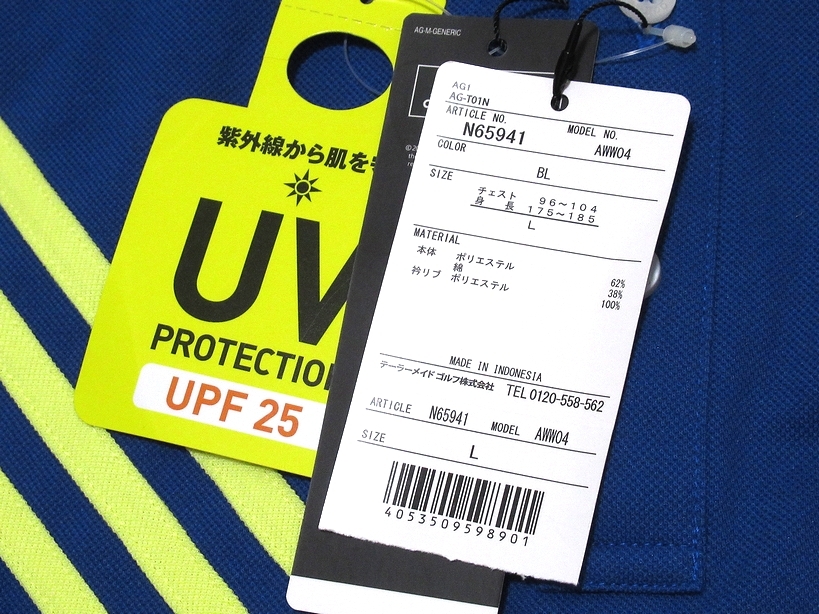 紫外線から肌を
UV
PROTECTION
UPF 25
AG-M-GENERIC
AG1
AG-T01N
ARTICLE NO.
MODEL NO.
N65941
AWW04
COLOR
BL
SIZE
チェスト 96〜104
身 長 175〜185
L
MATERIAL
本体 ポリエステル 62%
綿 38%
衿リブ ポリエステル 100%
MADE IN INDONESIA
テーラーメイド ゴルフ株式会社 TEL 0120-558-562
ARTICLE N65941 MODEL AWW04
SIZE L
4053509598901